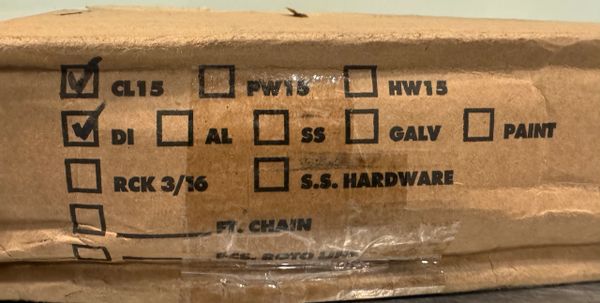 CL15 PW15 HW15
DI AL SS GALV PAINT
RCK 3/16 S.S. HARDWARE
FT. CHAIN